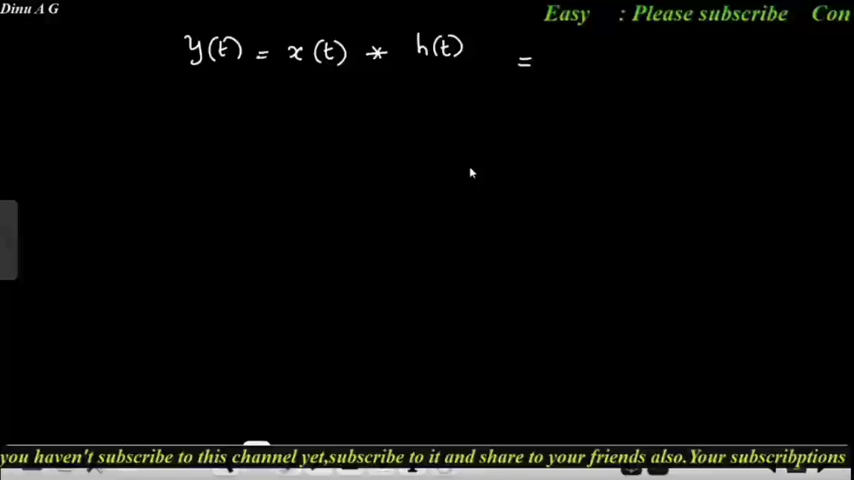 Dinu A G
Easy : Please subscribe Con
y(t) = x(t) * h(t) =
you haven't subscribe to this channel yet,subscribe to it and share to your friends also.Your subscribptions